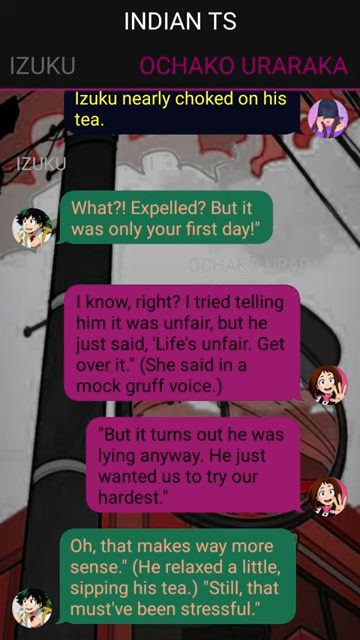 INDIAN TS
IZUKU OCHAKO URARAKA
Izuku nearly choked on his
tea.
IZUKU
What?! Expelled? But it
was only your first day!"
OCHAKO URARAKA
I know, right? I tried telling
him it was unfair, but he
just said, 'Life's unfair. Get
over it." (She said in a
mock gruff voice.)
"But it turns out he was
lying anyway. He just
wanted us to try our
hardest."
Oh, that makes way more
sense." (He relaxed a little,
sipping his tea.) "Still, that
must've been stressful."